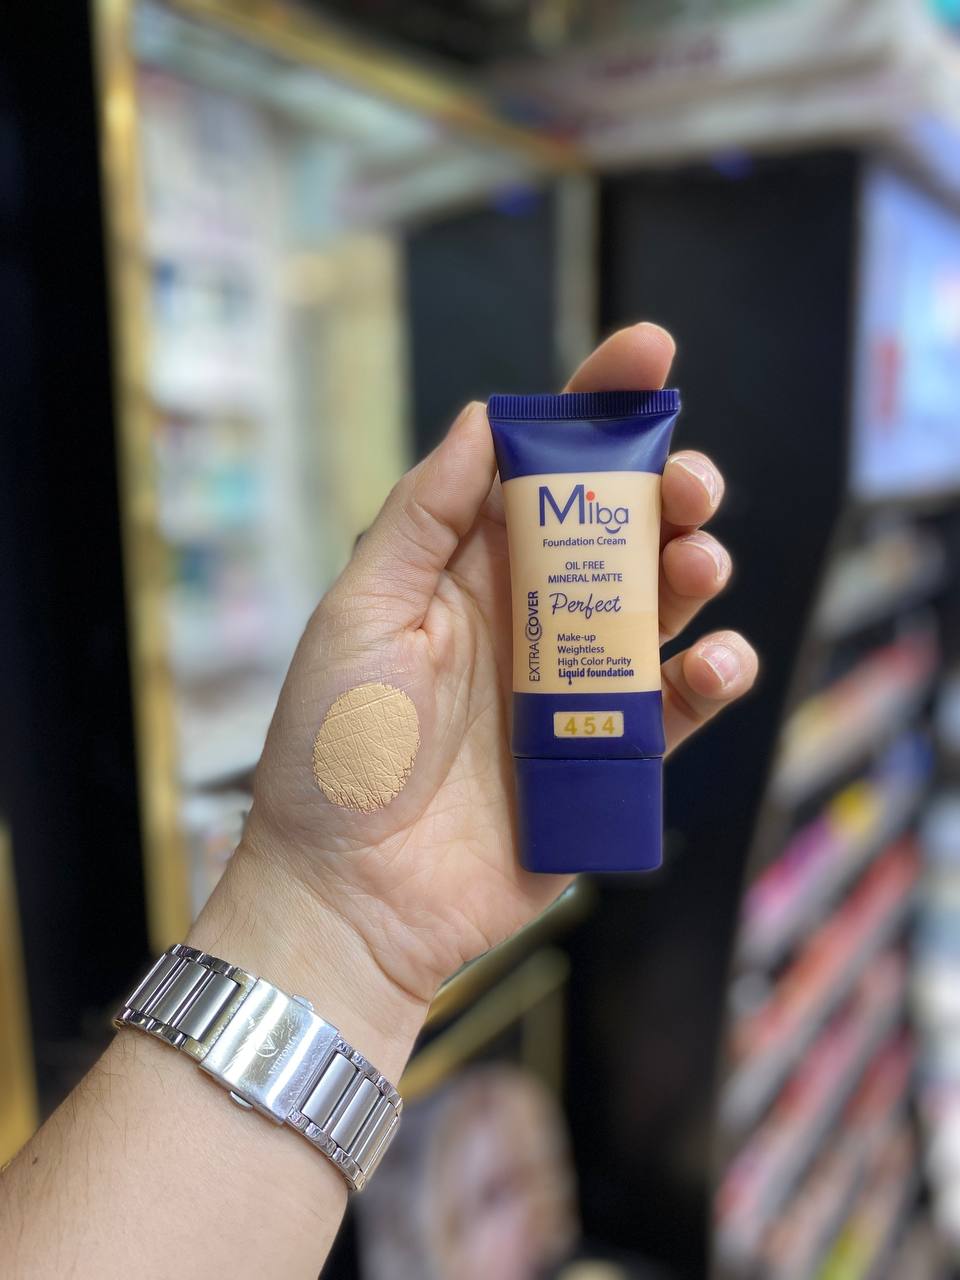 Miba
Foundation Cream
OIL FREE
MINERAL MATTE
Perfect
EXTRA COVER
Make-up
Weightless
High Color Purity
Liquid foundation
454